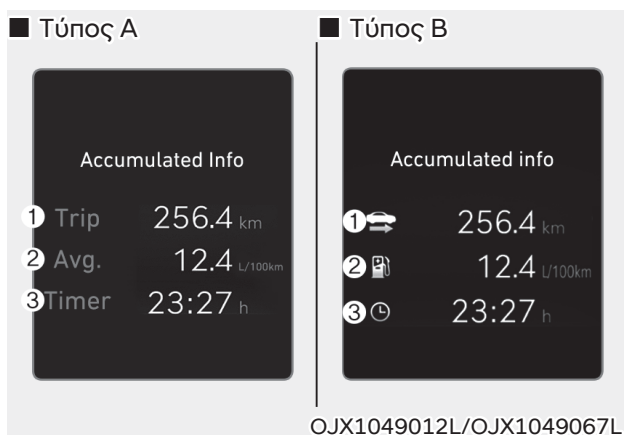 ■ Τύπος A
Accumulated Info
① Trip 256.4 km
② Avg. 12.4 L/100km
③ Timer 23:27 h
■ Τύπος B
Accumulated info
① 256.4 km
② 12.4 L/100km
③ 23:27 h
OJX1049012L/OJX1049067L